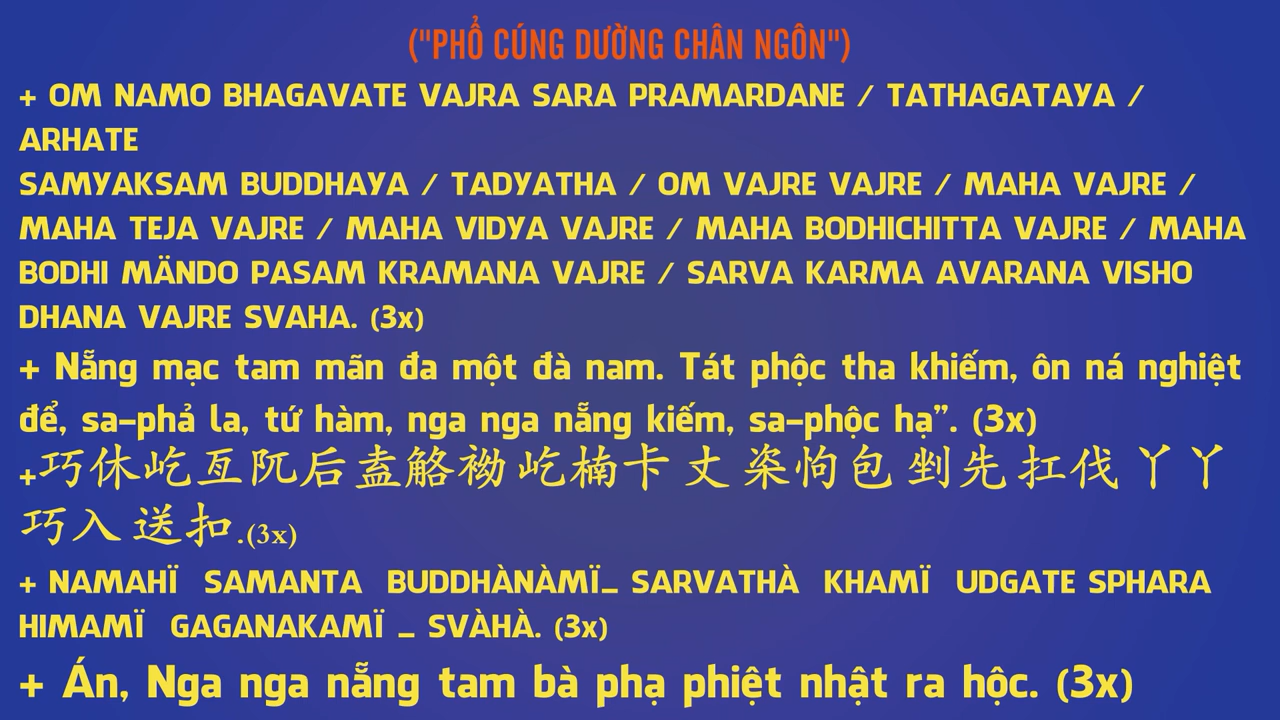 ("PHỔ CÚNG DƯỜNG CHÂN NGÔN")
+ OM NAMO BHAGAVATE VAJRA SARA PRAMARDANE / TATHAGATAYA /
ARHATE
SAMYAKSAM BUDDHAYA / TADYATHA / OM VAJRE VAJRE / MAHA VAJRE /
MAHA TEJA VAJRE / MAHA VIDYA VAJRE / MAHA BODHICHITTA VAJRE / MAHA
BODHI MÄNDO PASAM KRAMANA VAJRE / SARVA KARMA AVARANA VISHO
DHANA VAJRE SVAHA. (3x)
+ Nẵng mạc tam mãn đa một đà nam. Tát phộc tha khiếm, ôn ná nghiệt
để, sa-phả la, tứ hàm, nga nga nẵng kiếm, sa-phộc hạ”. (3x)
+巧休屹亙阢后盍觡袎屹楠卡丈栥怐包剉先扛伐丫丫
巧入送扣.(3x)
+ NAMAHÏ SAMANTA BUDDHÀNÀMÏ_ SARVATHÀ KHAMÏ UDGATE SPHARA
HIMAMÏ GAGANAKAMÏ _ SVÀHÀ. (3x)
+ Án, Nga nga nẵng tam bà phạ phiệt nhật ra hộc. (3x)